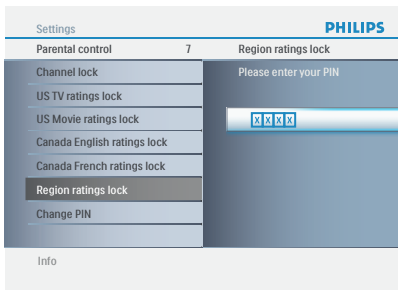 Settings
PHILIPS
Parental control 7
Region ratings lock
Channel lock
Please enter your PIN
US TV ratings lock
US Movie ratings lock
X X X X
Canada English ratings lock
Canada French ratings lock
Region ratings lock
Change PIN
Info